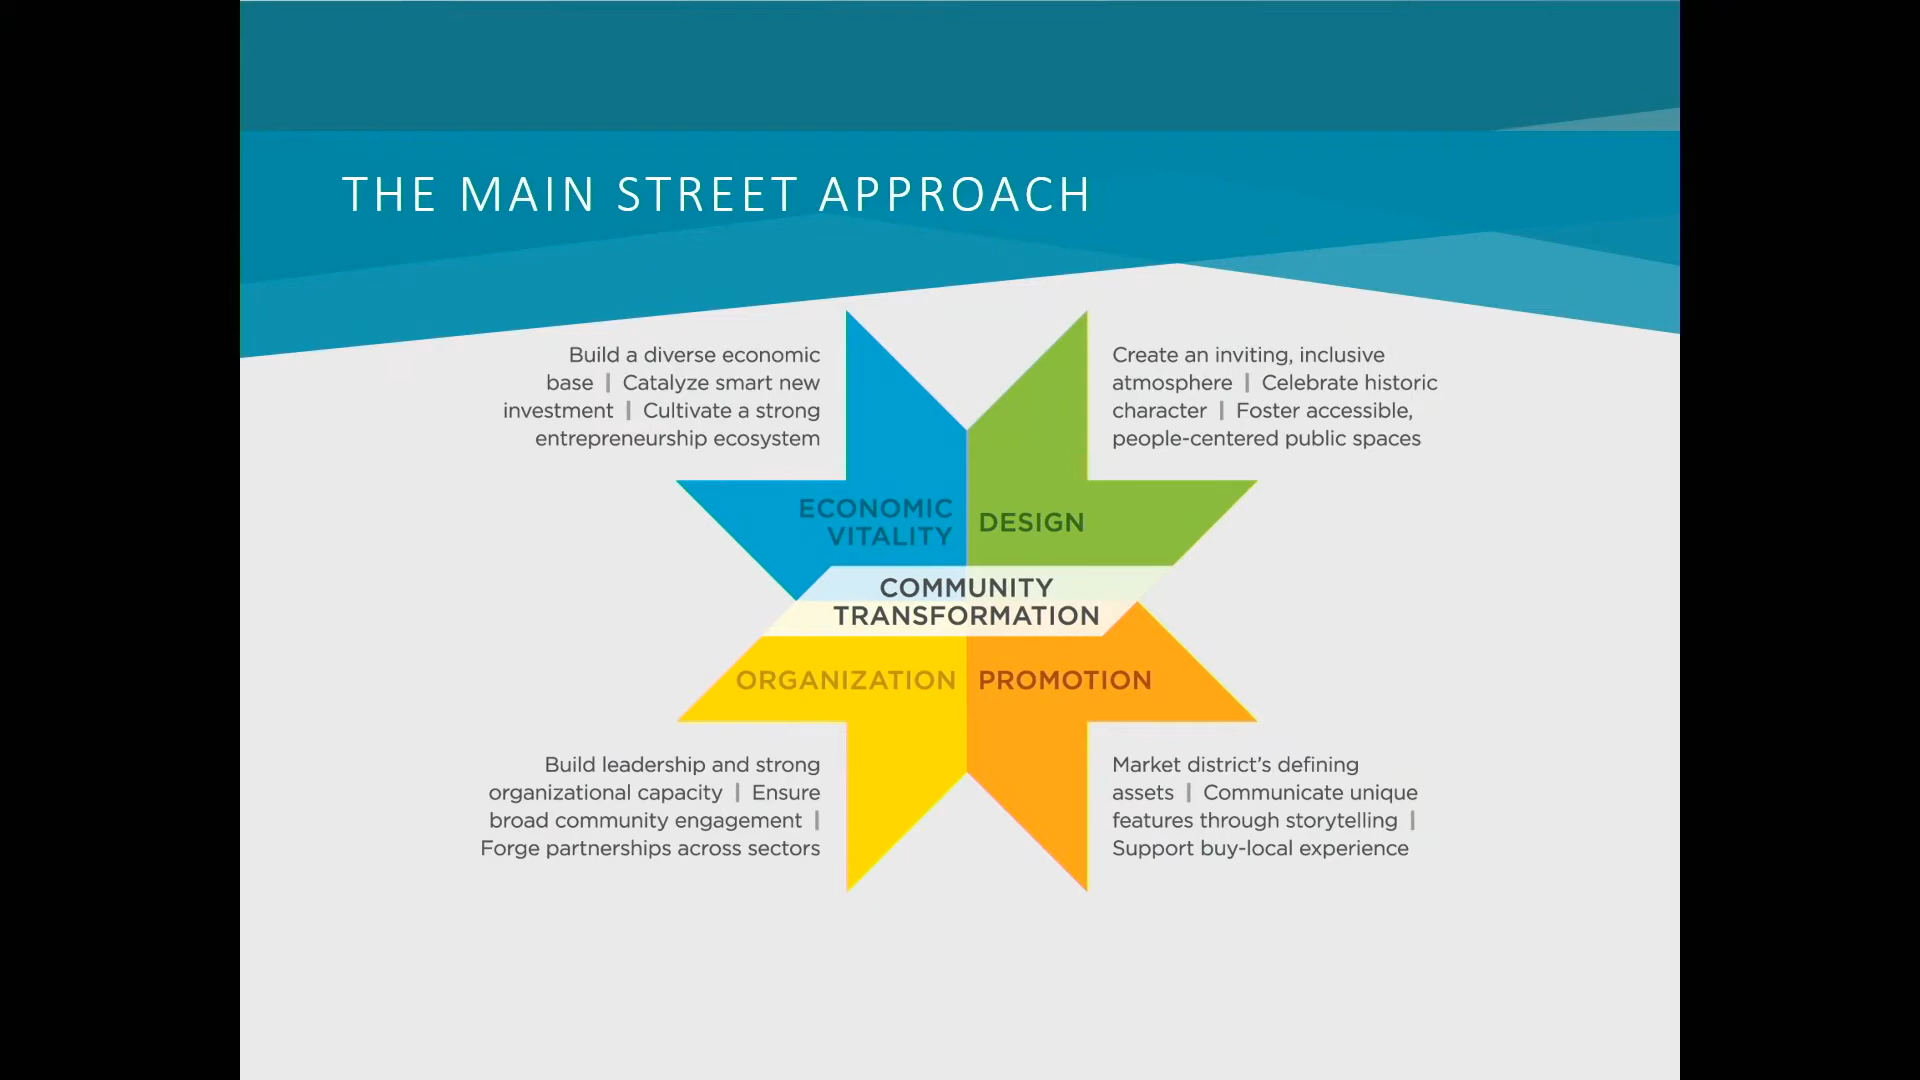 THE MAIN STREET APPROACH
Build a diverse economic
base | Catalyze smart new
investment | Cultivate a strong
entrepreneurship ecosystem
Create an inviting, inclusive
atmosphere | Celebrate historic
character | Foster accessible,
people-centered public spaces
ECONOMIC
VITALITY
DESIGN
COMMUNITY
TRANSFORMATION
ORGANIZATION
PROMOTION
Build leadership and strong
organizational capacity | Ensure
broad community engagement |
Forge partnerships across sectors
Market district’s defining
assets | Communicate unique
features through storytelling |
Support buy-local experience